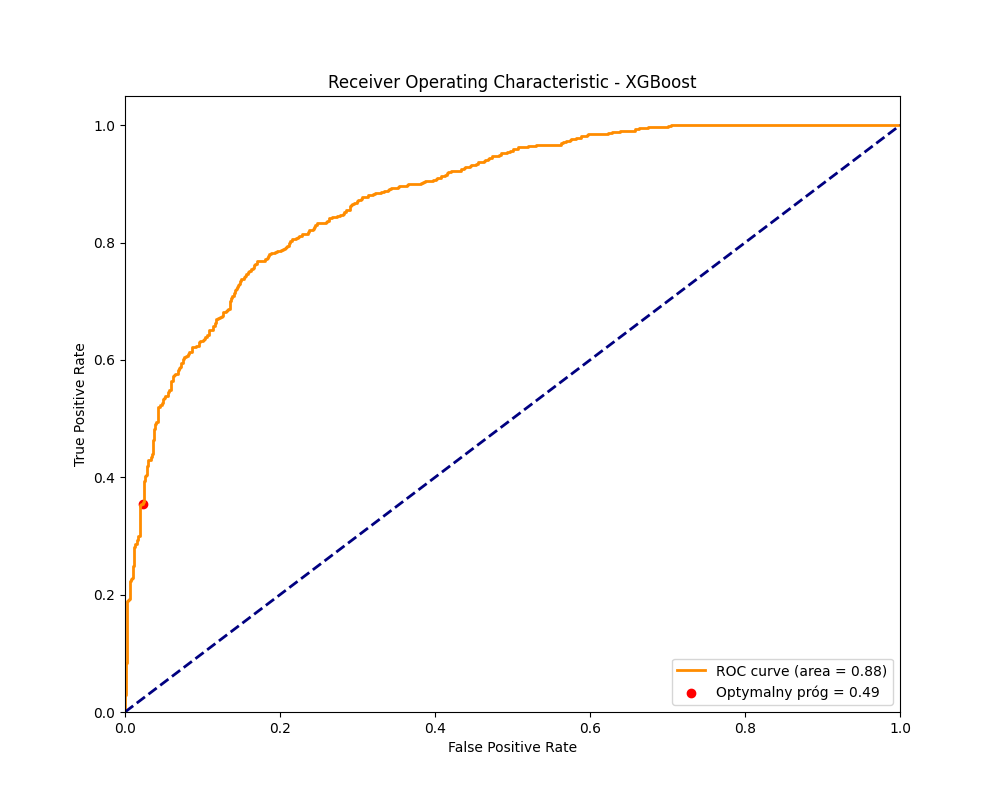 Receiver Operating Characteristic - XGBoost
True Positive Rate
1.0
0.8
0.6
0.4
0.2
0.0
0.0 0.2 0.4 0.6 0.8 1.0
False Positive Rate
ROC curve (area = 0.88)
Optymalny próg = 0.49